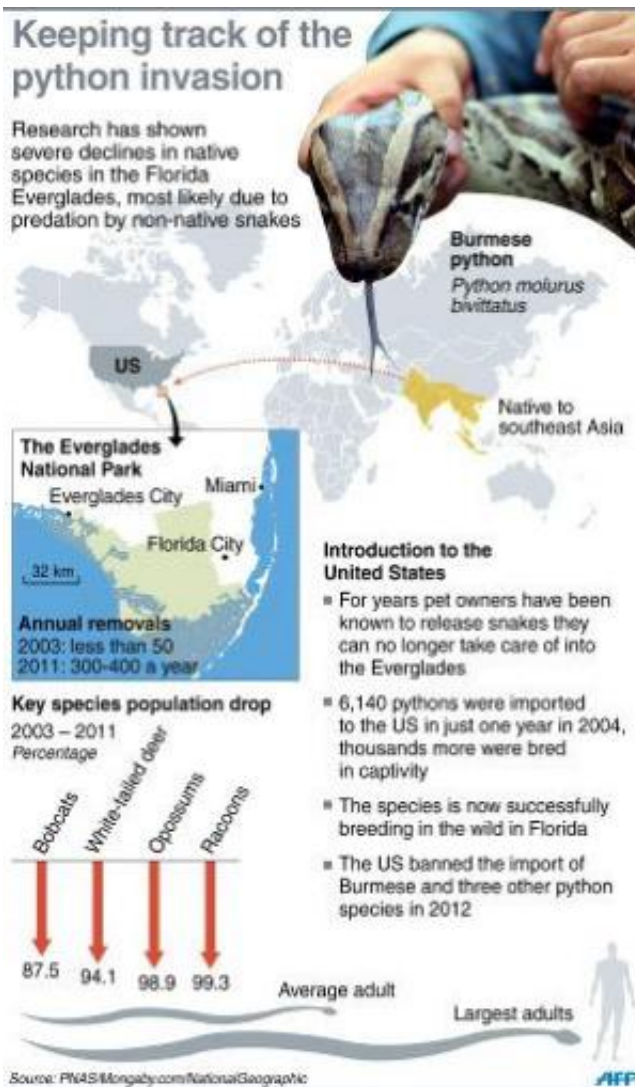 Keeping track of the
python invasion
Research has shown
severe declines in native
species in the Florida
Everglades, most likely due to
predation by non-native snakes
Burmese
python
Python molurus
bivittatus
US
Native to
southeast Asia
The Everglades
National Park
Everglades City
Miami
Florida City
32 km
Annual removals
2003: less than 50
2011: 300-400 a year
Introduction to the
United States
For years pet owners have been
known to release snakes they
can no longer take care of into
the Everglades
6,140 pythons were imported
to the US in just one year in 2004,
thousands more were bred
in captivity
The species is now successfully
breeding in the wild in Florida
The US banned the import of
Burmese and three other python
species in 2012
Key species population drop
2003 – 2011
Percentage
Bobcats
White-tailed deer
Opossums
Racoons
87.5
94.1
98.9
99.3
Average adult
Largest adults
Source: PNAS/Mongaby.com/NationalGeographic
AFP